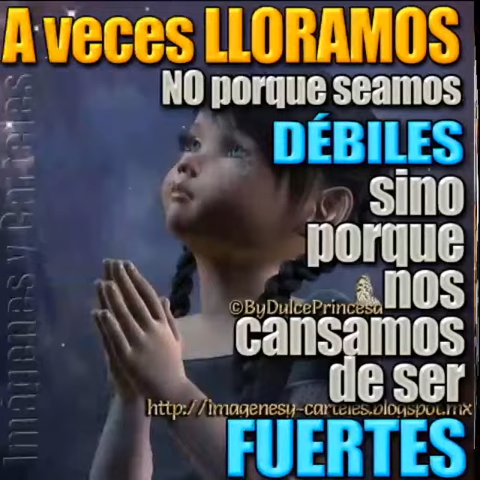 A veces LLORAMOS
NO porque seamos
DÉBILES
sino
porque
nos
©ByDulcePrincesa
cansamos
de ser
http://imagenesy-carteles.blogspot.mx
FUERTES
Imágenes y Carteles